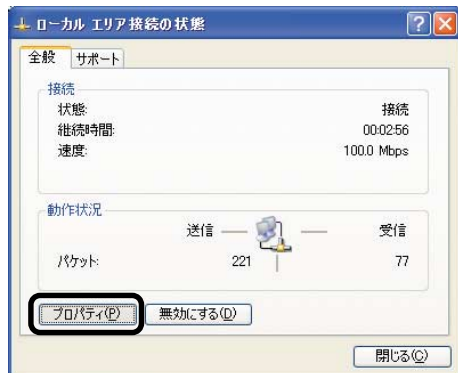 ローカル エリア接続の状態
全般 サポート
接続
状態: 接続
継続時間: 00:02:56
速度: 100.0 Mbps
動作状況
送信 受信
パケット: 221 77
プロパティ(P) 無効にする(D)
閉じる(C)